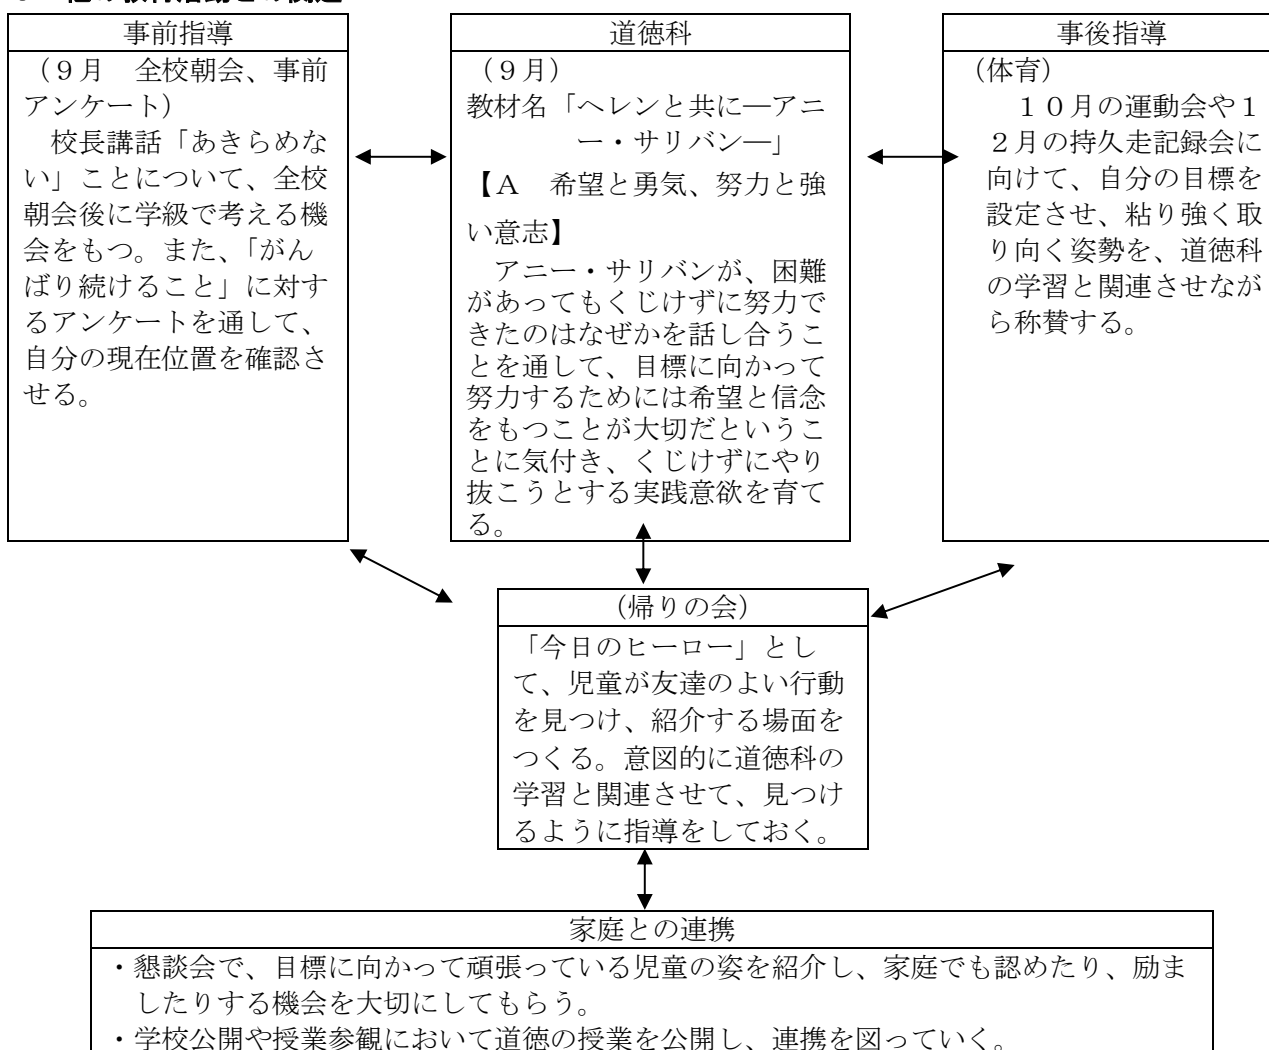 事前指導
（９月　全校朝会、事前
アンケート）
　校長講話「あきらめな
い」ことについて、全校
朝会後に学級で考える機
会をもつ。また、「がん
ばり続けること」に対す
るアンケートを通して、
自分の現在位置を確認さ
せる。
道徳科
（９月）
教材名「ヘレンと共に―アニ
ー・サリバン―」
【Ａ　希望と勇気、努力と強
い意志】
　アニー・サリバンが、困難
があってもくじけずに努力で
きたのはなぜかを話し合うこ
とを通して、目標に向かって
努力するためには希望と信念
をもつことが大切だというこ
とに気付き、くじけずにやり
抜こうとする実践意欲を育て
る。
事後指導
（体育）
　１０月の運動会や１
２月の持久走記録会に
向けて、自分の目標を
設定させ、粘り強く取
り向く姿勢を、道徳科
の学習と関連させなが
ら称賛する。
（帰りの会）
「今日のヒーロー」とし
て、児童が友達のよい行動
を見つけ、紹介する場面を
つくる。意図的に道徳科の
学習と関連させて、見つけ
るように指導をしておく。
家庭との連携
・懇談会で、目標に向かって頑張っている児童の姿を紹介し、家庭でも認めたり、励ま
したりする機会を大切にしてもらう。
・学校公開や授業参観において道徳の授業を公開し、連携を図っていく。